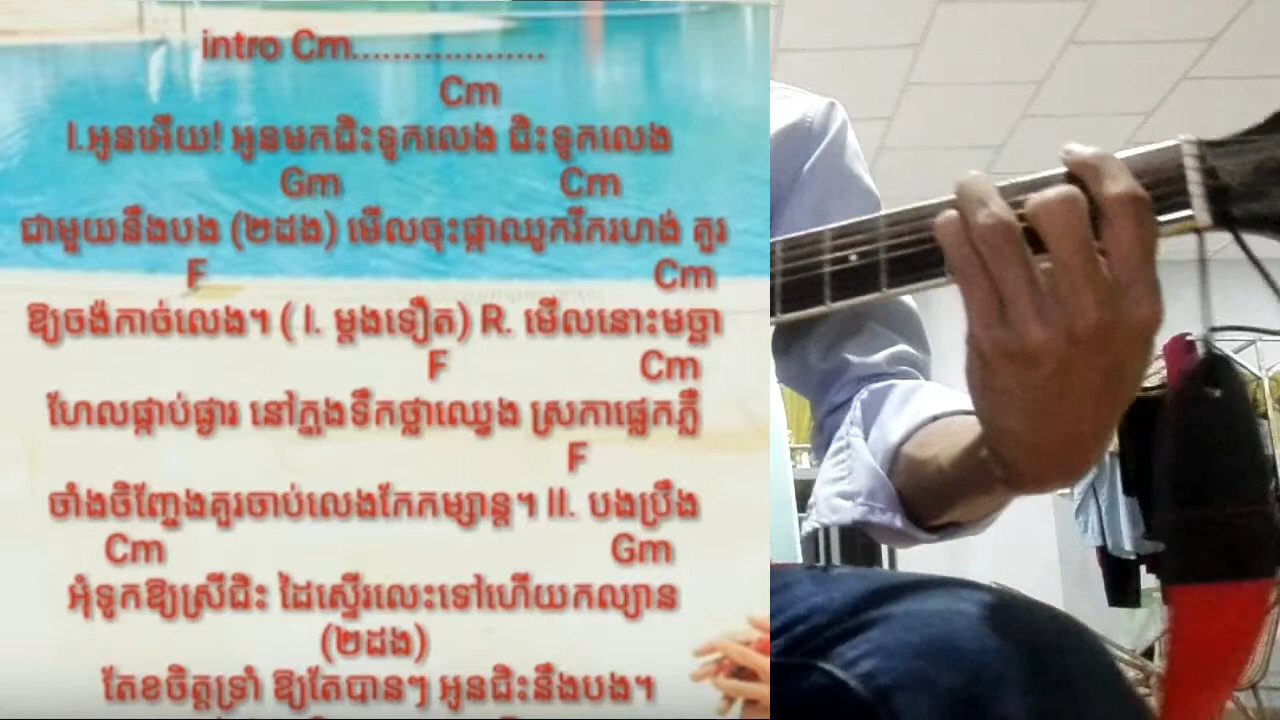 intro Cm..................
Cm
I.អូនអើយ! អូនមកជិះទូកលេង ជិះទូកលេង
Gm Cm
ជាមួយនឹងបង (២ដង) មើលចុះផ្កាឈូករីករហង់ គួរ
F Cm
ឱ្យចង់កាច់លេង។ ( I. ម្ដងទឿត) R. មើលនោះមច្ឆា
F Cm
ហែលផ្កាប់ផ្ងារ នៅក្នុងទឹកថ្លាឈ្វេង ស្រកាផ្លេកភ្លឺ
F
ចាំងចិញ្ចែងគួរចាប់លេងកែកម្សាន្ត។ II. បងប្រឹង
Cm Gm
អុំទូកឱ្យស្រីជិះ ដៃស្ទើរលេះទៅហើយកល្យាន
(២ដង)
តែខចិត្តទ្រាំ ឱ្យតែបានៗ អូនជិះនឹងបង។